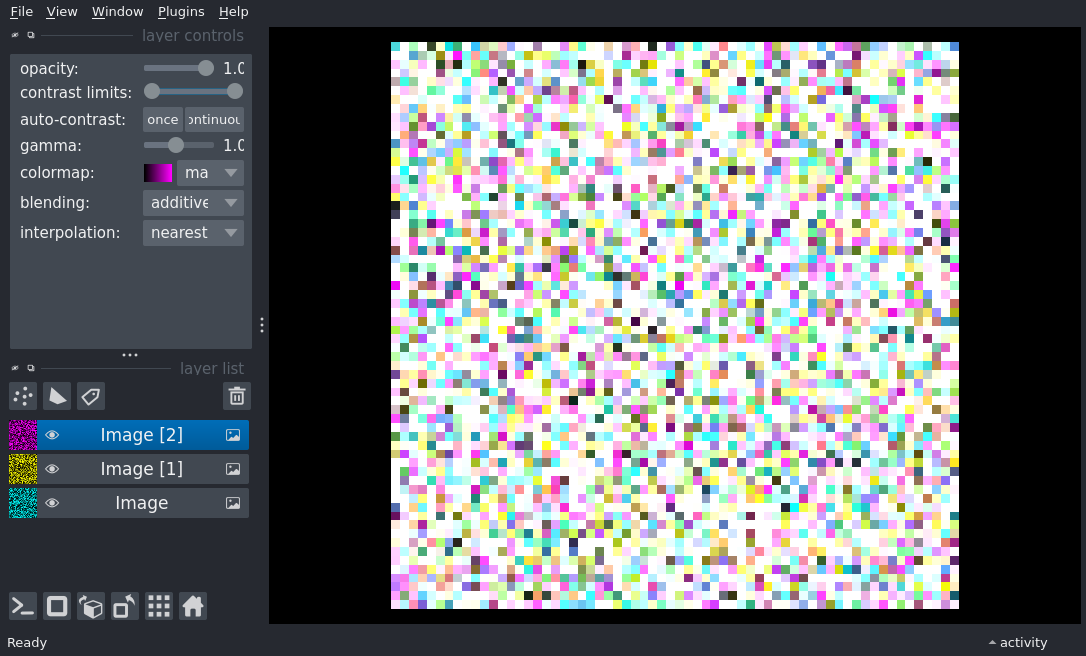 File View Window Plugins Help
layer controls
opacity: 1.0
contrast limits:
auto-contrast: once ontinuou
gamma: 1.0
colormap: ma
blending: additive
interpolation: nearest
layer list
Image [2]
Image [1]
Image
Ready activity